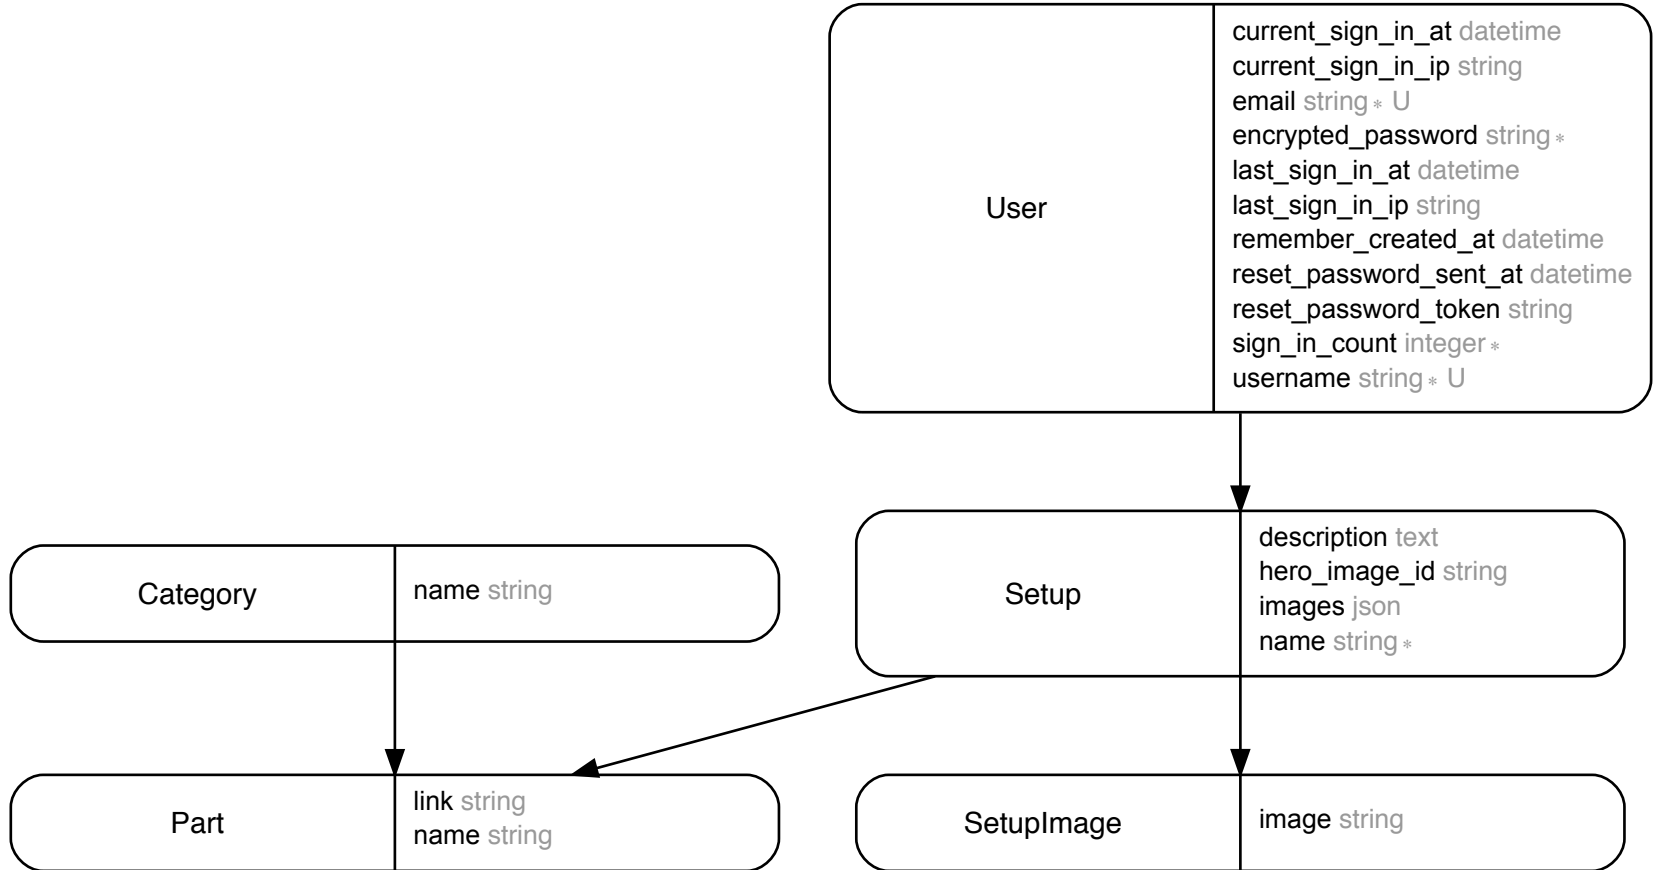 User
current_sign_in_at datetime
current_sign_in_ip string
email string* U
encrypted_password string*
last_sign_in_at datetime
last_sign_in_ip string
remember_created_at datetime
reset_password_sent_at datetime
reset_password_token string
sign_in_count integer*
username string* U
Category
name string
Setup
description text
hero_image_id string
images json
name string*
Part
link string
name string
SetupImage
image string